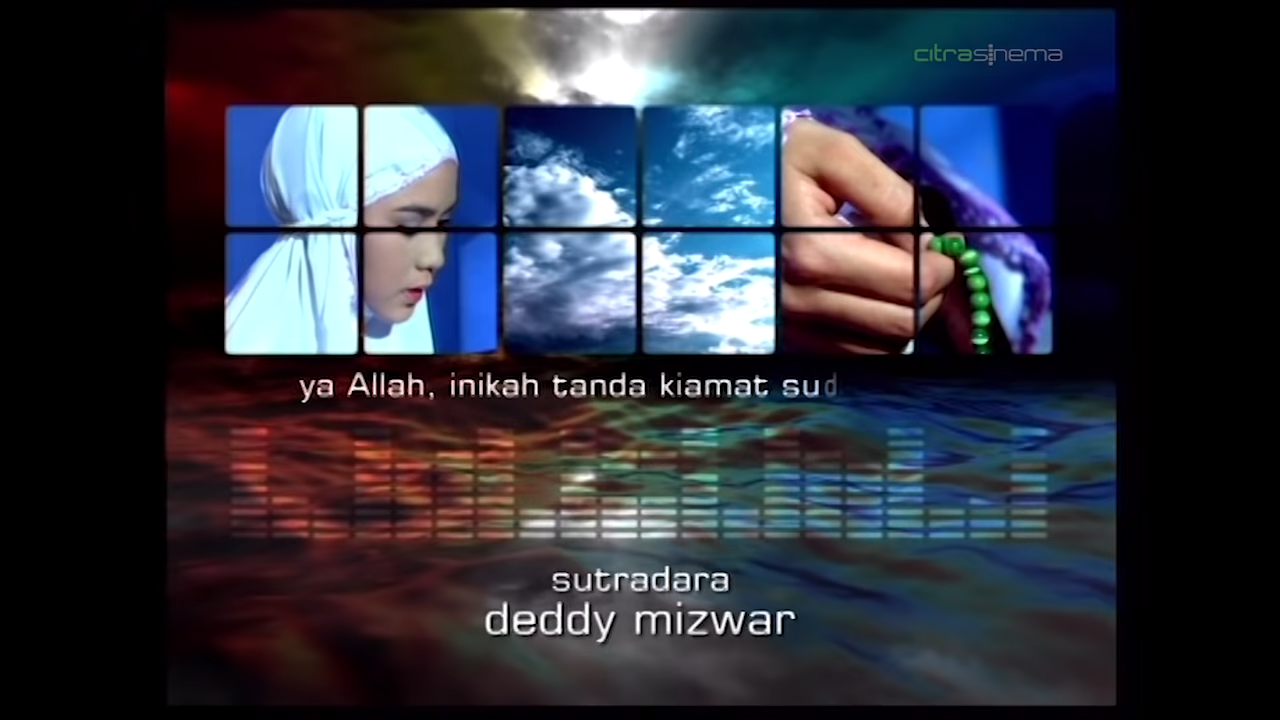 citrasinema
ya Allah, inikah tanda kiamat sud
sutradara
deddy mizwar